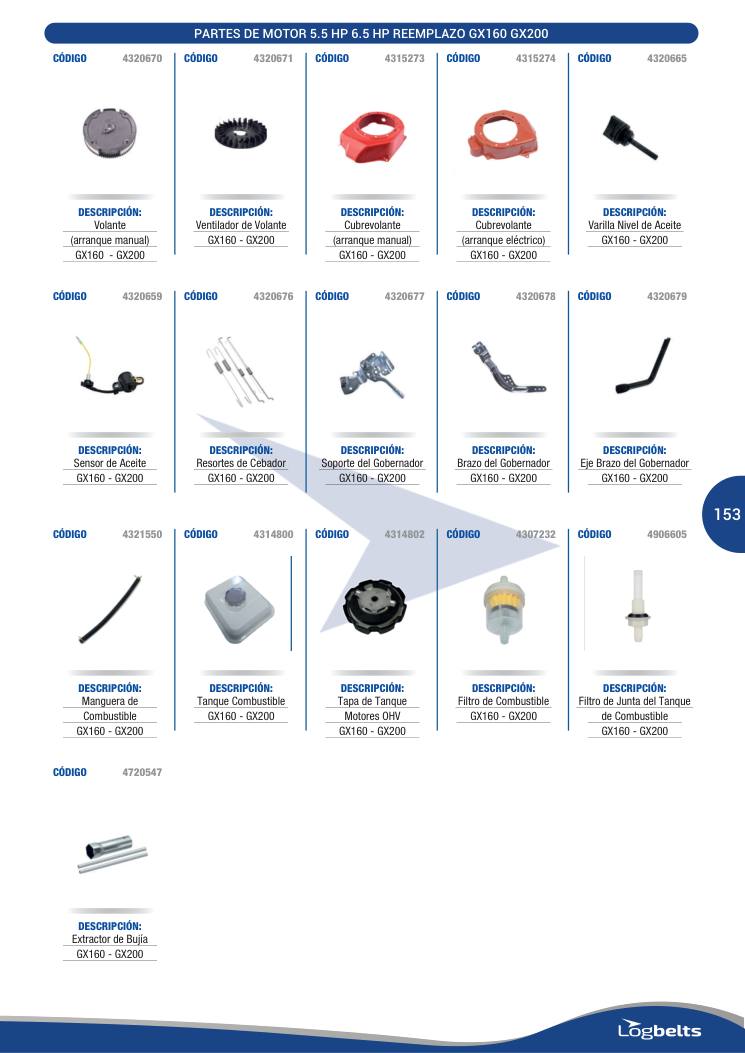 PARTES DE MOTOR 5.5 HP 6.5 HP REEMPLAZO GX160 GX200
CÓDIGO 4320670
DESCRIPCIÓN:
Volante
(arranque manual)
GX160 - GX200
CÓDIGO 4320671
DESCRIPCIÓN:
Ventilador de Volante
GX160 - GX200
CÓDIGO 4315273
DESCRIPCIÓN:
Cubrevolante
(arranque manual)
GX160 - GX200
CÓDIGO 4315274
DESCRIPCIÓN:
Cubrevolante
(arranque eléctrico)
GX160 - GX200
CÓDIGO 4320665
DESCRIPCIÓN:
Varilla Nivel de Aceite
GX160 - GX200
CÓDIGO 4320659
DESCRIPCIÓN:
Sensor de Aceite
GX160 - GX200
CÓDIGO 4320676
DESCRIPCIÓN:
Resortes de Cebador
GX160 - GX200
CÓDIGO 4320677
DESCRIPCIÓN:
Soporte del Gobernador
GX160 - GX200
CÓDIGO 4320678
DESCRIPCIÓN:
Brazo del Gobernador
GX160 - GX200
CÓDIGO 4320679
DESCRIPCIÓN:
Eje Brazo del Gobernador
GX160 - GX200
153
CÓDIGO 4321550
DESCRIPCIÓN:
Manguera de
Combustible
GX160 - GX200
CÓDIGO 4314800
DESCRIPCIÓN:
Tanque Combustible
GX160 - GX200
CÓDIGO 4314802
DESCRIPCIÓN:
Tapa de Tanque
Motores OHV
GX160 - GX200
CÓDIGO 4307232
DESCRIPCIÓN:
Filtro de Combustible
GX160 - GX200
CÓDIGO 4906605
DESCRIPCIÓN:
Filtro de Junta del Tanque
de Combustible
GX160 - GX200
CÓDIGO 4720547
DESCRIPCIÓN:
Extractor de Bujía
GX160 - GX200
Logbelts